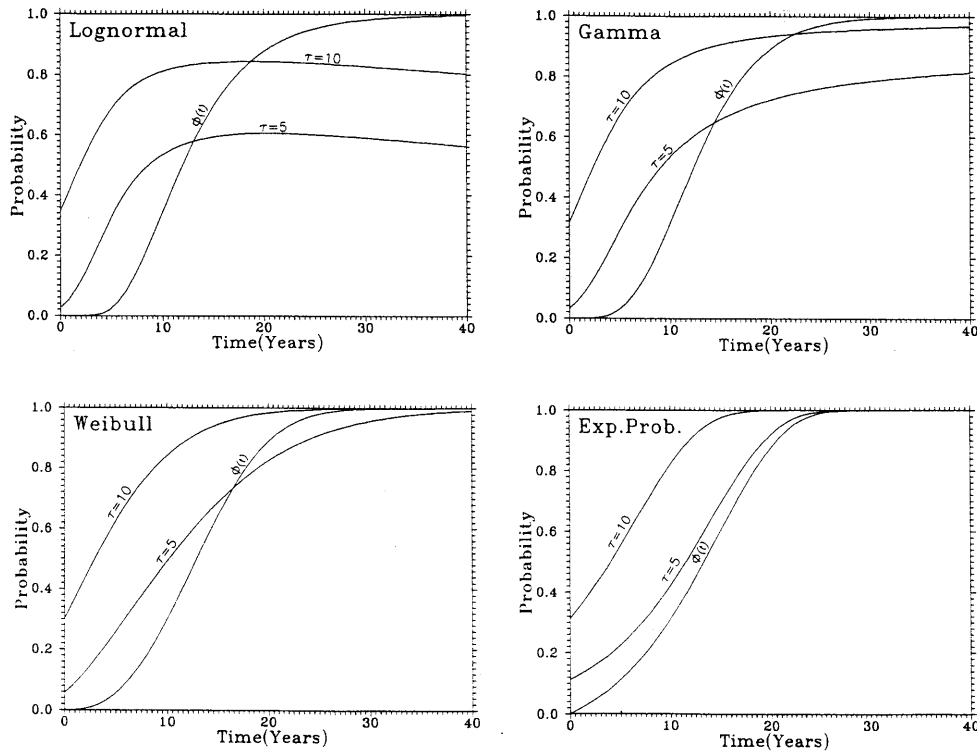 Lognormal
Probability
1.0
0.8
0.6
0.4
0.2
0.0
τ=10
ϕ(t)
τ=5
0 10 20 30 40
Time(Years)
Gamma
Probability
1.0
0.8
0.6
0.4
0.2
0.0
τ=10
ϕ(t)
τ=5
0 10 20 30 40
Time(Years)
Weibull
Probability
1.0
0.8
0.6
0.4
0.2
0.0
τ=10
ϕ(t)
τ=5
0 10 20 30 40
Time(Years)
Exp.Prob.
Probability
1.0
0.8
0.6
0.4
0.2
0.0
τ=10
τ=5
ϕ(t)
0 10 20 30 40
Time(Years)